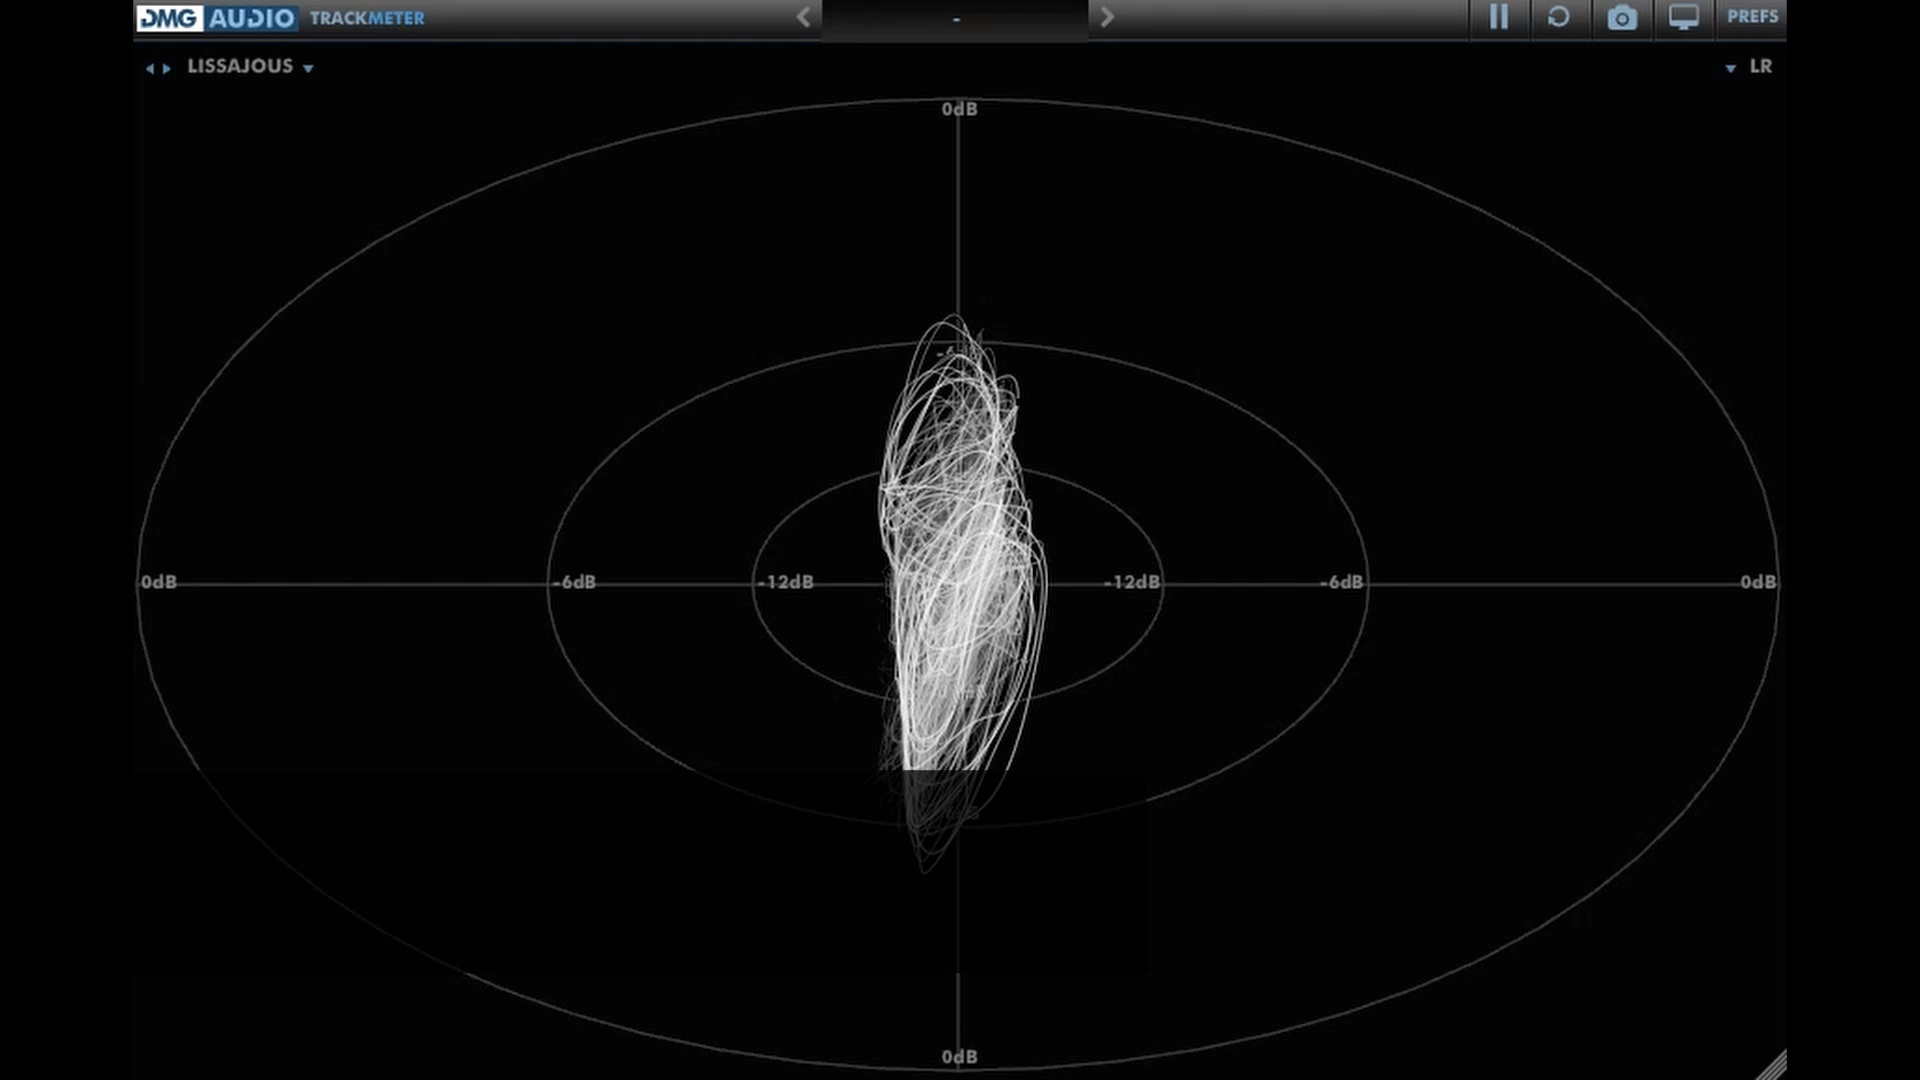 DMG AUDIO TRACKMETER - PREFS
LISSAJOUS LR
0dB
0dB -6dB -12dB -12dB -6dB 0dB
0dB